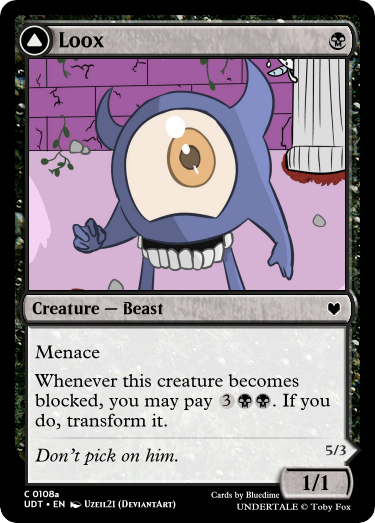 Loox
Creature — Beast
Menace
Whenever this creature becomes
blocked, you may pay 3. If you
do, transform it.
Don't pick on him.
5/3
1/1
C 0108a
UDT • EN Uzeil21 (DeviantArt)
Cards by Bluedime
UNDERTALE © Toby Fox